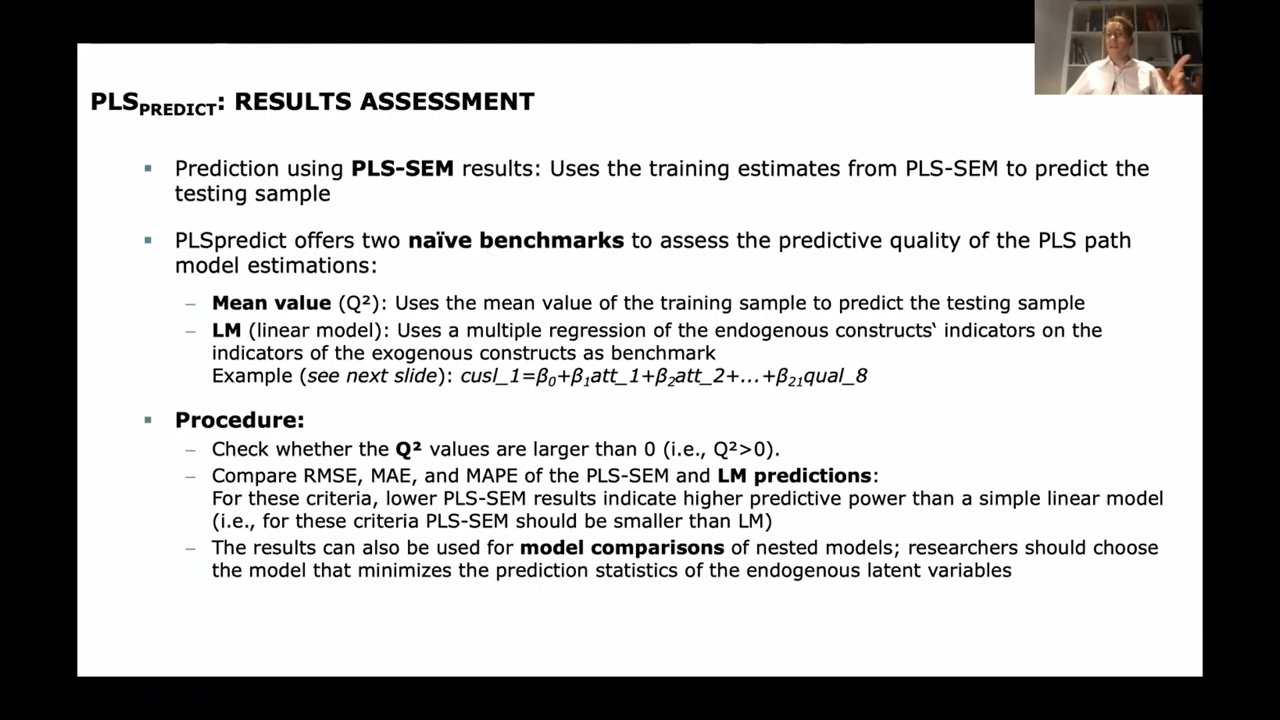 PLSPREDICT: RESULTS ASSESSMENT
▪ Prediction using PLS-SEM results: Uses the training estimates from PLS-SEM to predict the
testing sample
▪ PLSpredict offers two naïve benchmarks to assess the predictive quality of the PLS path
model estimations:
– Mean value (Q²): Uses the mean value of the training sample to predict the testing sample
– LM (linear model): Uses a multiple regression of the endogenous constructs‘ indicators on the
indicators of the exogenous constructs as benchmark
Example (see next slide): cusl_1=β₀+β₁att_1+β₂att_2+…+β₂₁qual_8
▪ Procedure:
– Check whether the Q² values are larger than 0 (i.e., Q²>0).
– Compare RMSE, MAE, and MAPE of the PLS-SEM and LM predictions:
For these criteria, lower PLS-SEM results indicate higher predictive power than a simple linear model
(i.e., for these criteria PLS-SEM should be smaller than LM)
– The results can also be used for model comparisons of nested models; researchers should choose
the model that minimizes the prediction statistics of the endogenous latent variables